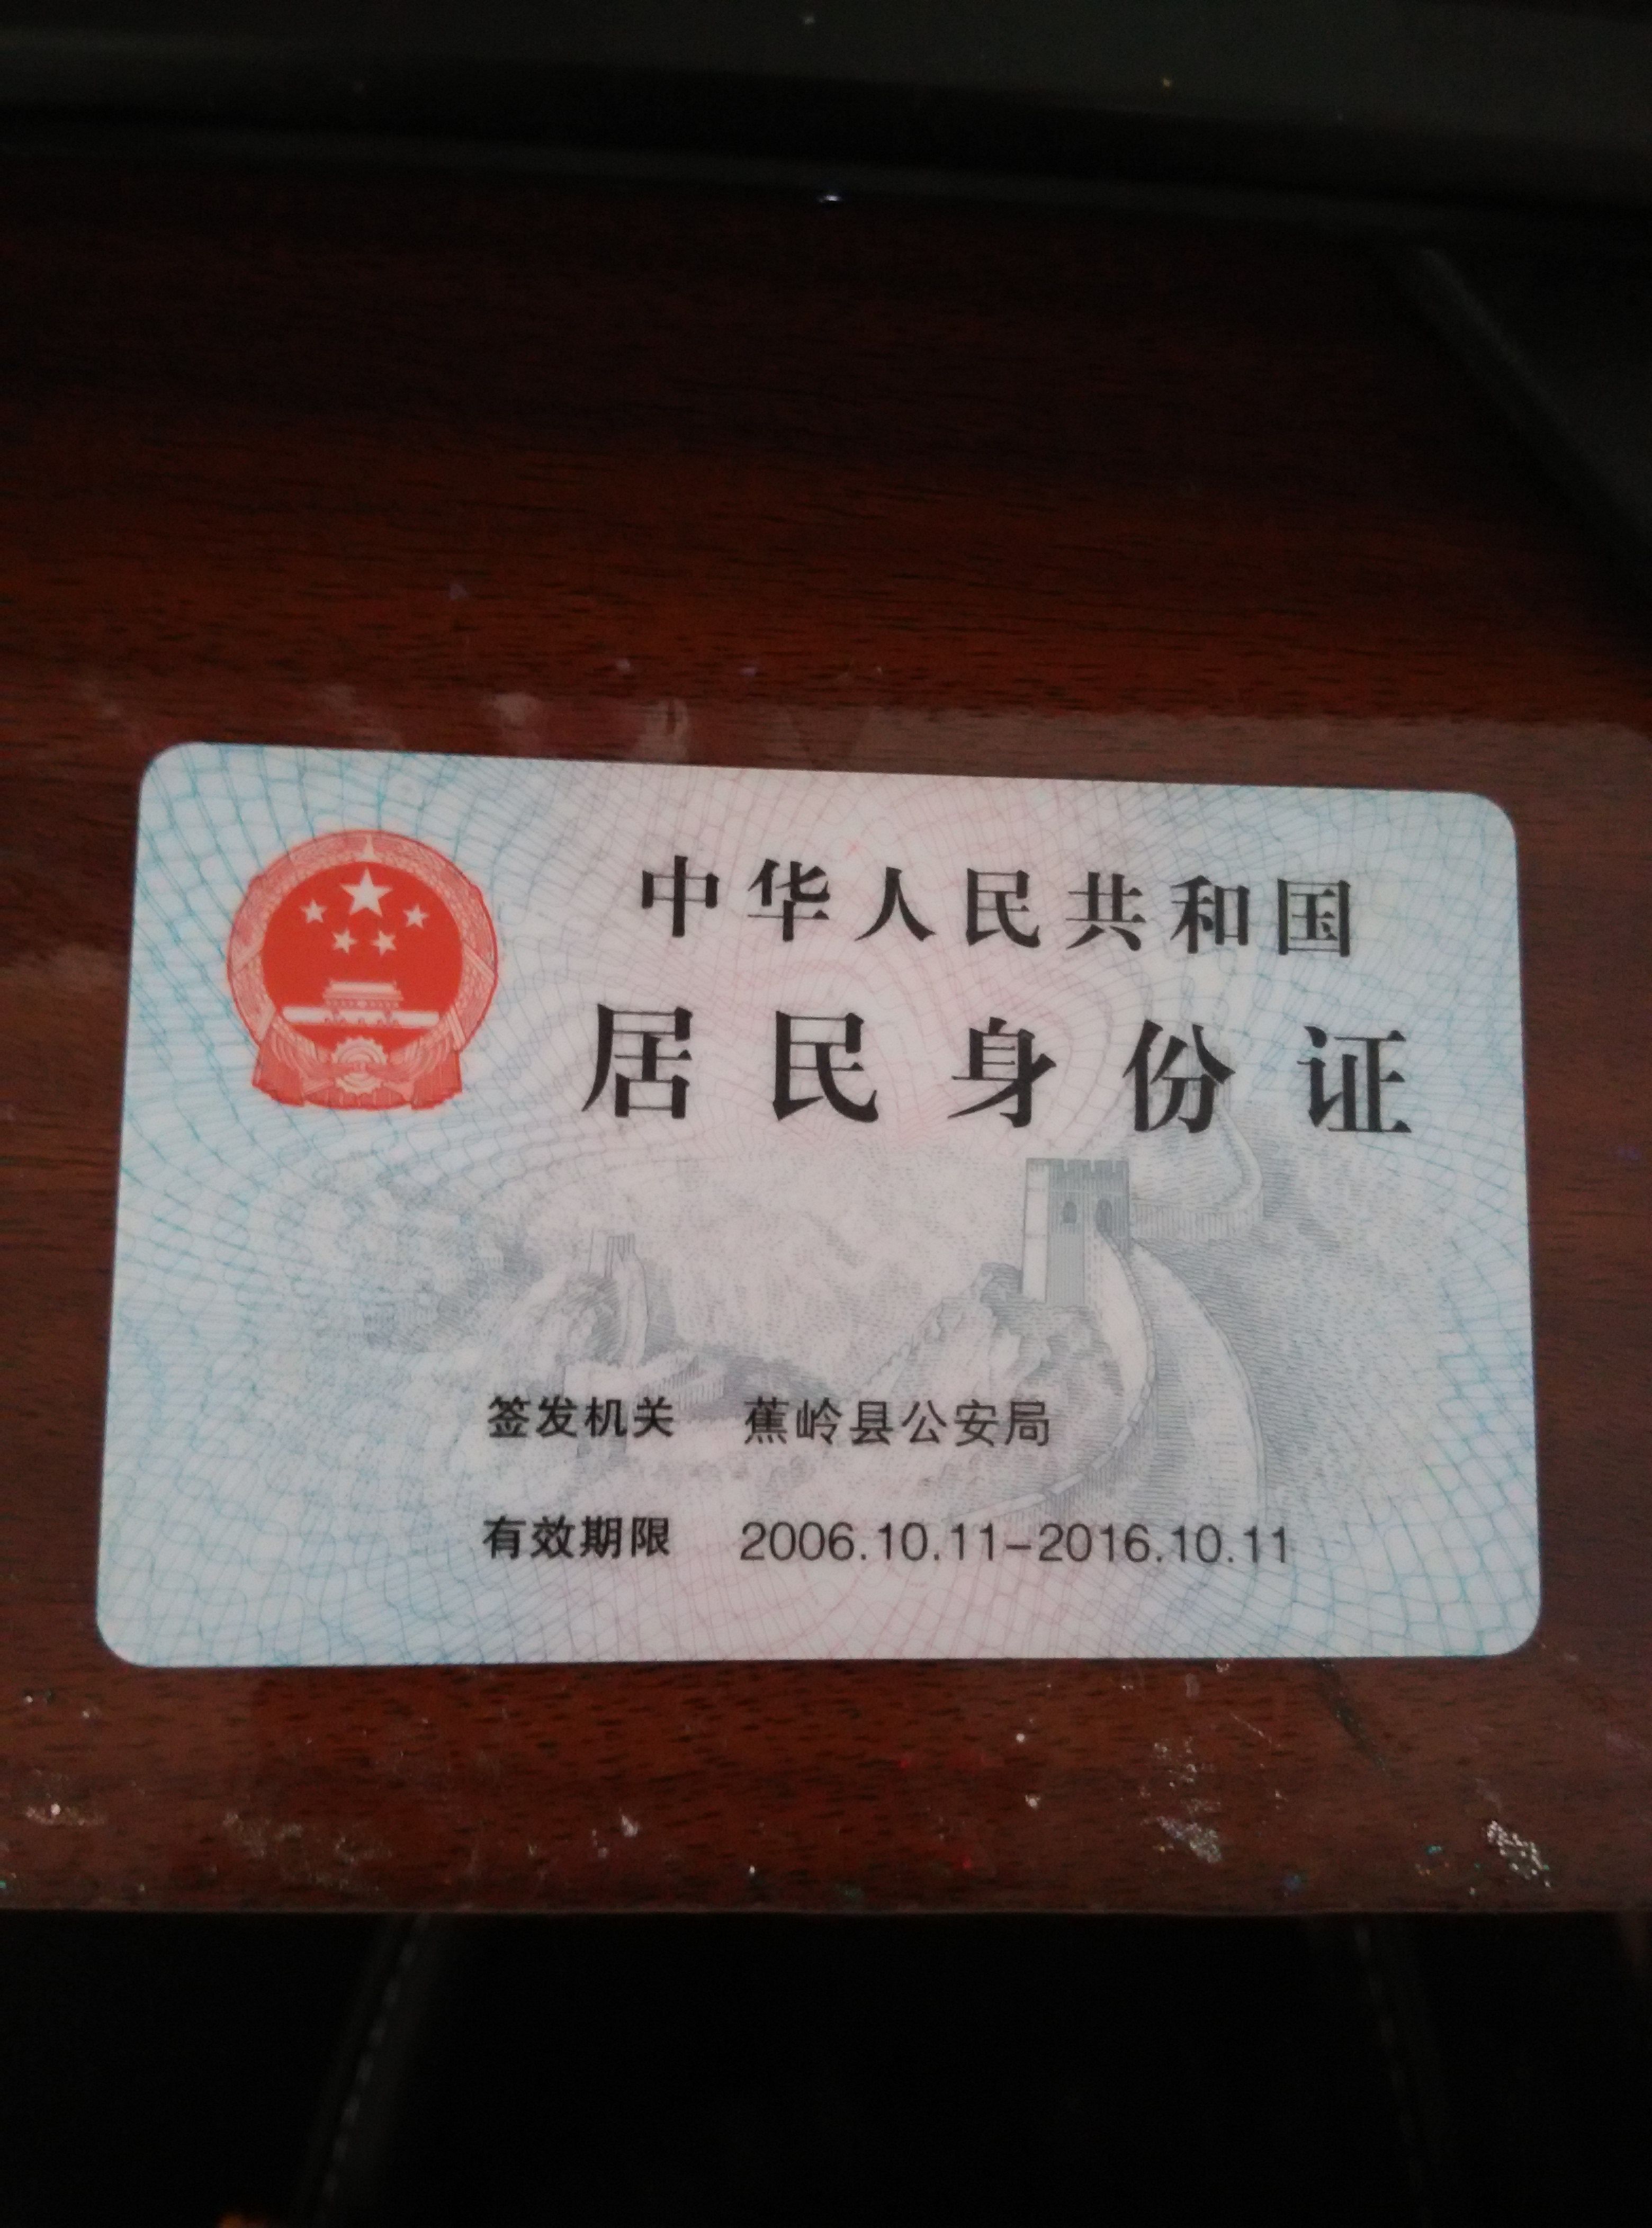 中华人民共和国
居民身份证
签发机关 蕉岭县公安局
有效期限 2006.10.11-2016.10.11